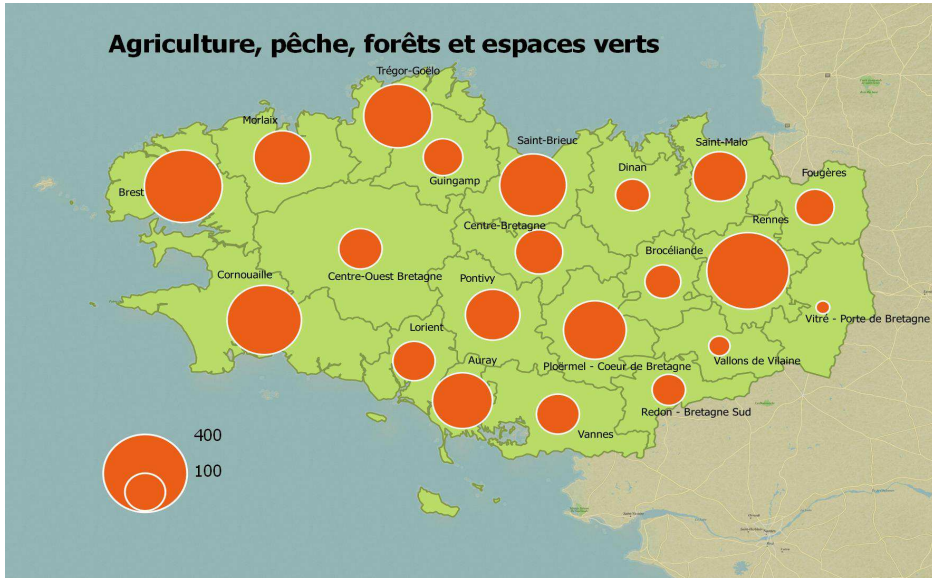 Agriculture, pêche, forêts et espaces verts
Trégor-Goëlo
Morlaix
Saint-Brieuc
Saint-Malo
Dinan
Fougères
Guingamp
Brest
Rennes
Centre-Bretagne
Brocéliande
Centre-Ouest Bretagne
Cornouaille
Pontivy
Vitré - Porte de Bretagne
Lorient
Auray
Ploërmel - Coeur de Bretagne
Vallons de Vilaine
Redon - Bretagne Sud
Vannes
400
100